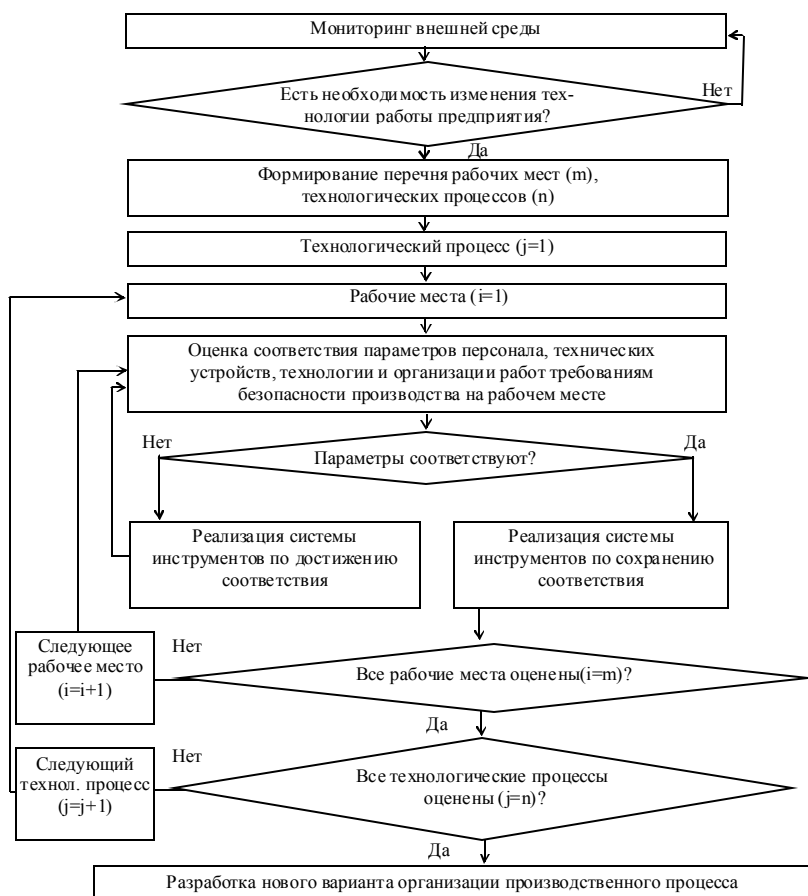 Мониторинг внешней среды
Есть необходимость изменения тех-
нологии работы предприятия?
Нет
Да
Формирование перечня рабочих мест (m),
технологических процессов (n)
Технологический процесс (j=1)
Рабочие места (i=1)
Оценка соответствия параметров персонала, технических
устройств, технологии и организации работ требованиям
безопасности производства на рабочем месте
Нет
Да
Параметры соответствуют?
Реализация системы
инструментов по достижению
соответствия
Реализация системы
инструментов по сохранению
соответствия
Следующее
рабочее место
(i=i+1)
Нет
Все рабочие места оценены(i=m)?
Да
Следующий
технол. процесс
(j=j+1)
Нет
Все технологические процессы
оценены (j=n)?
Да
Разработка нового варианта организации производственного процесса